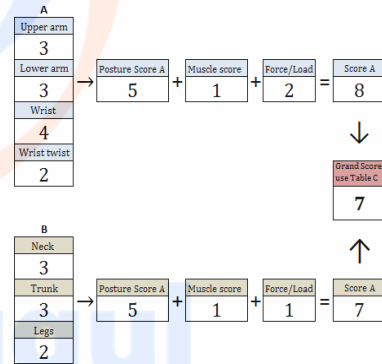 A
Upper arm
3
Lower arm
3
Wrist
4
Wrist twist
2
Posture Score A
5
+
Muscle score
1
+
Force/Load
2
=
Score A
8
Grand Score
use Table C
7
B
Neck
3
Trunk
3
Legs
2
Posture Score A
5
+
Muscle score
1
+
Force/Load
1
=
Score A
7